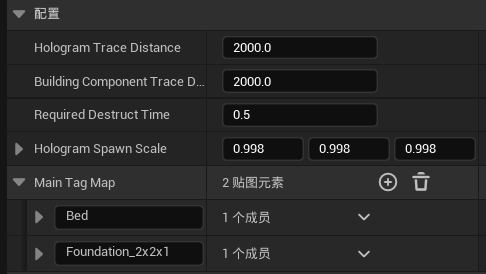 配置
Hologram Trace Distance 2000.0
Building Component Trace D... 2000.0
Required Destruct Time 0.5
Hologram Spawn Scale 0.998 0.998 0.998
Main Tag Map 2 贴图元素
Bed 1 个成员
Foundation_2x2x1 1 个成员